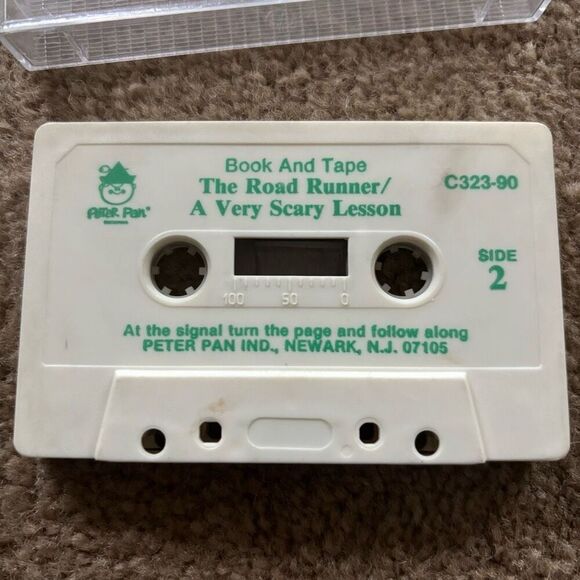 Book And Tape
The Road Runner/
A Very Scary Lesson
C323-90
PETER PAN®
SIDE
2
100 50 0
At the signal turn the page and follow along
PETER PAN IND., NEWARK, N.J. 07105